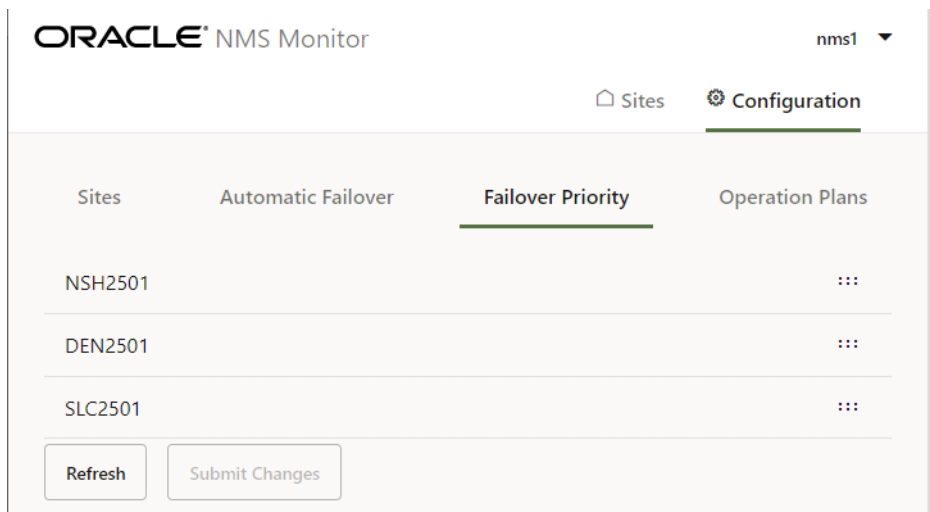 ORACLE® NMS Monitor
nms1
Sites
Configuration
Sites
Automatic Failover
Failover Priority
Operation Plans
NSH2501
DEN2501
SLC2501
Refresh
Submit Changes